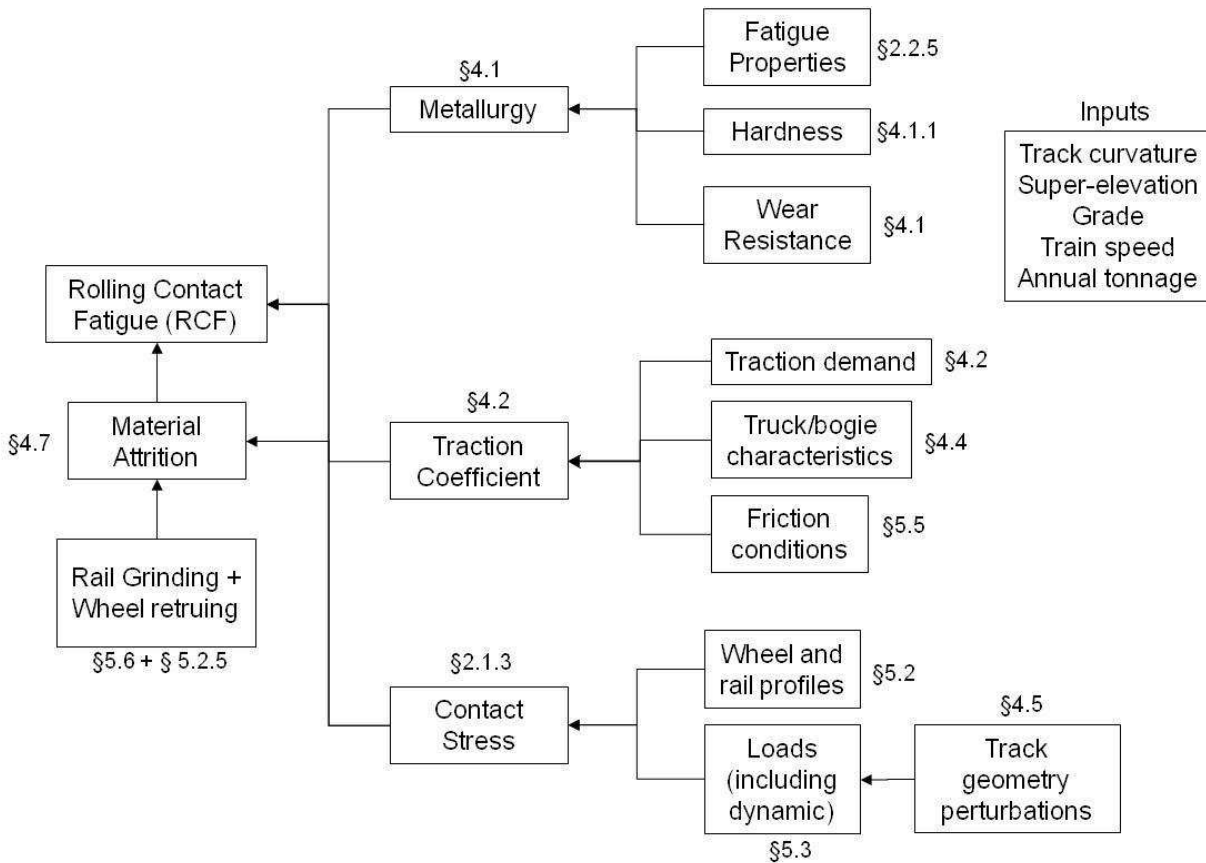 Fatigue
Properties
§2.2.5
§4.1
Metallurgy
Hardness
§4.1.1
Wear
Resistance
§4.1
Inputs
Track curvature
Super-elevation
Grade
Train speed
Annual tonnage
Rolling Contact
Fatigue (RCF)
§4.7
Material
Attrition
Rail Grinding +
Wheel retruing
§5.6 + § 5.2.5
§4.2
Traction
Coefficient
Traction demand
§4.2
Truck/bogie
characteristics
§4.4
Friction
conditions
§5.5
§2.1.3
Contact
Stress
Wheel and
rail profiles
§5.2
Loads
(including
dynamic)
§5.3
§4.5
Track
geometry
perturbations